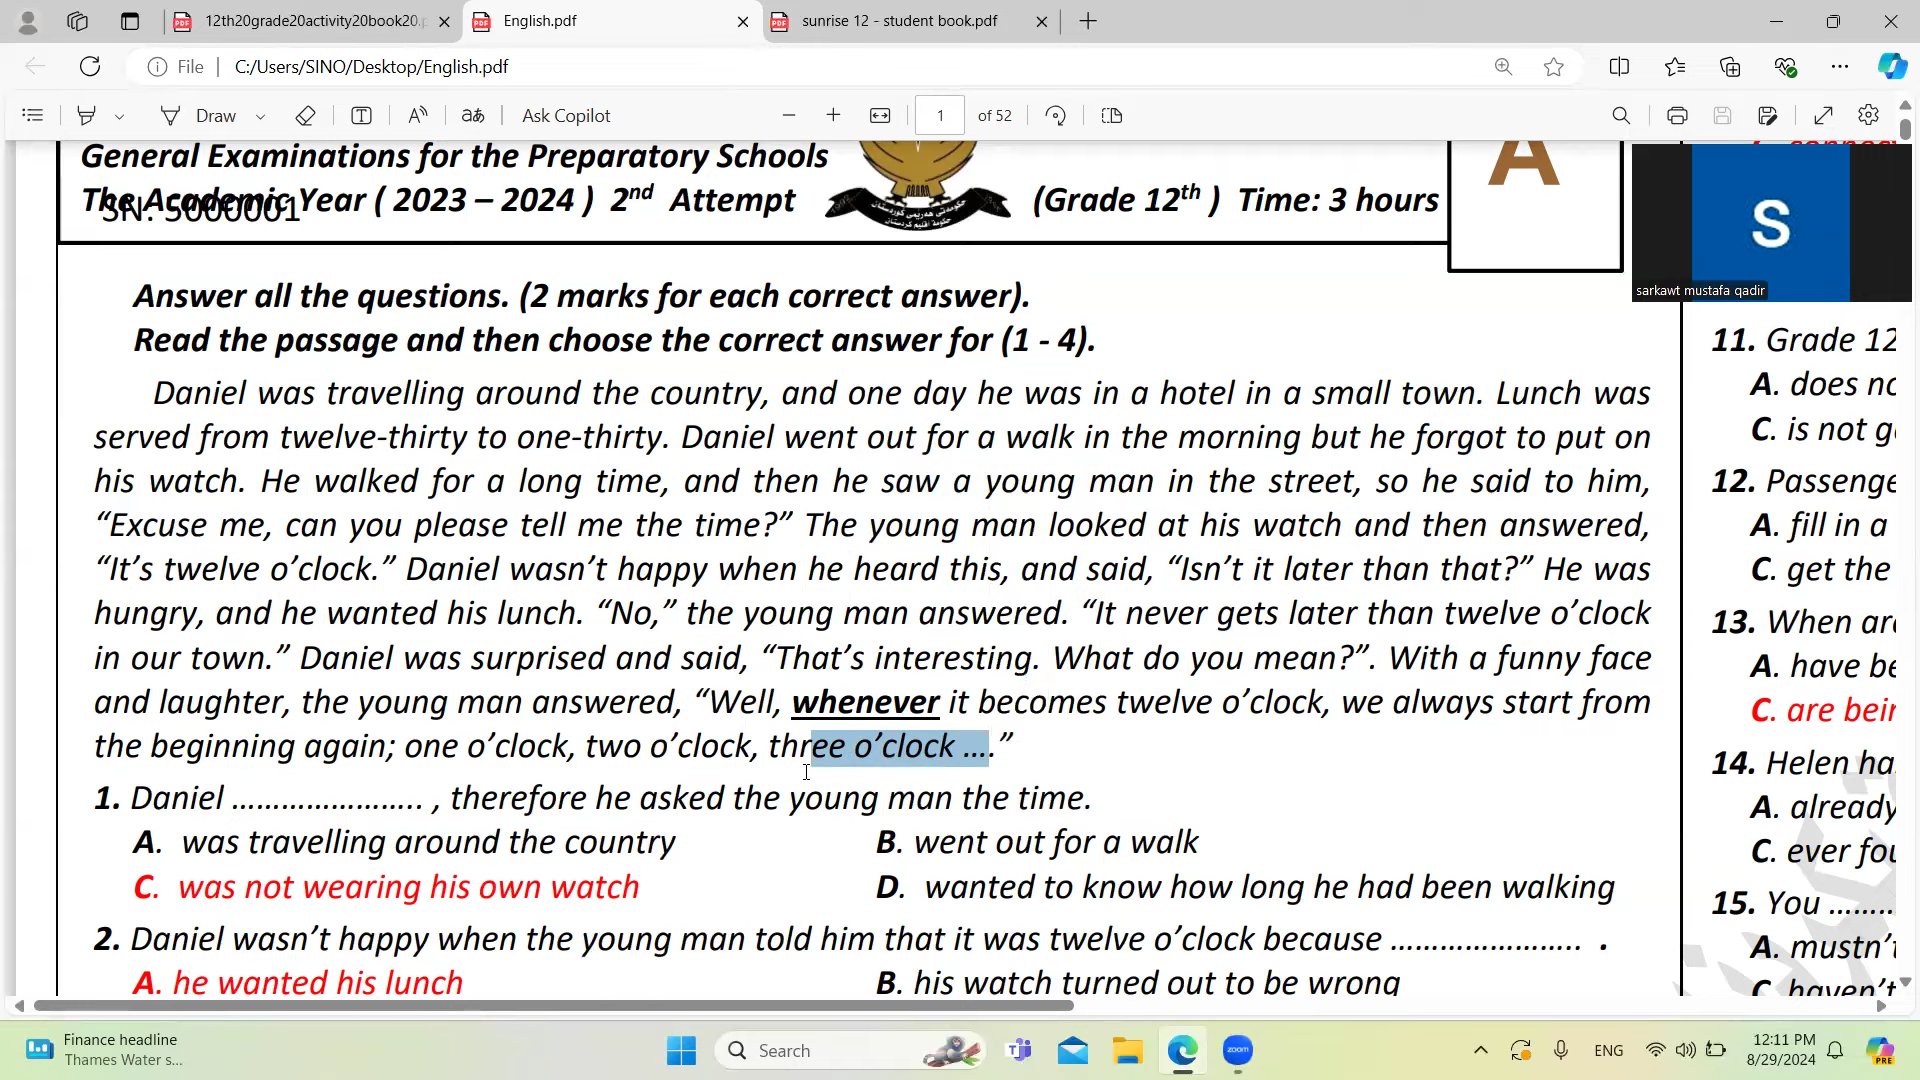 12th20grade20activity20book20.
English.pdf
sunrise 12 - student book.pdf
File
C:/Users/SINO/Desktop/English.pdf
Draw
aあ
Ask Copilot
1
of 52
General Examinations for the Preparatory Schools
The Academic Year ( 2023 – 2024 ) 2nd Attempt
SN: 5000001
(Grade 12th ) Time: 3 hours
A
S
sarkawt mustafa qadir
Answer all the questions. (2 marks for each correct answer).
Read the passage and then choose the correct answer for (1 - 4).
Daniel was travelling around the country, and one day he was in a hotel in a small town. Lunch was
served from twelve-thirty to one-thirty. Daniel went out for a walk in the morning but he forgot to put on
his watch. He walked for a long time, and then he saw a young man in the street, so he said to him,
“Excuse me, can you please tell me the time?” The young man looked at his watch and then answered,
“It’s twelve o’clock.” Daniel wasn’t happy when he heard this, and said, “Isn’t it later than that?” He was
hungry, and he wanted his lunch. “No,” the young man answered. “It never gets later than twelve o’clock
in our town.” Daniel was surprised and said, “That’s interesting. What do you mean?”. With a funny face
and laughter, the young man answered, “Well, whenever it becomes twelve o’clock, we always start from
the beginning again; one o’clock, two o’clock, three o’clock ….”
1. Daniel ………………….. , therefore he asked the young man the time.
A. was travelling around the country
B. went out for a walk
C. was not wearing his own watch
D. wanted to know how long he had been walking
2. Daniel wasn’t happy when the young man told him that it was twelve o’clock because ………………….. .
A. he wanted his lunch
B. his watch turned out to be wrong
11. Grade 12
A. does no
C. is not g
12. Passenge
A. fill in a
C. get the
13. When are
A. have be
C. are bein
14. Helen ha
A. already
C. ever fou
15. You ……..
A. mustn’t
C. haven’t
Finance headline
Thames Water s...
Search
zoom
ENG
12:11 PM
8/29/2024
PRE